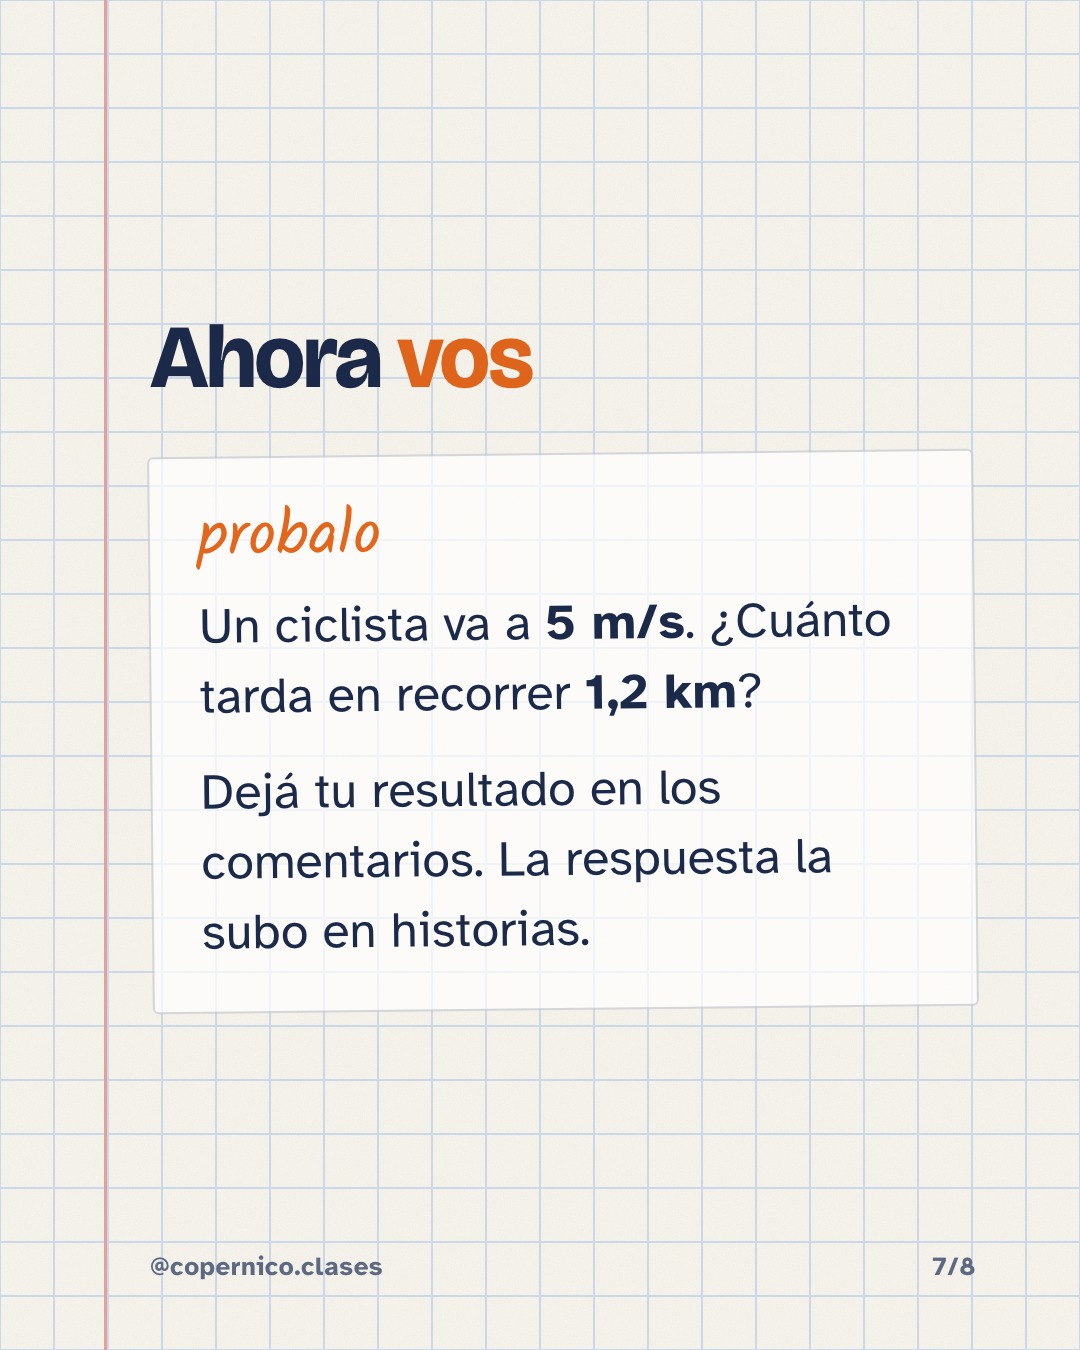 Ahora vos
probalo
Un ciclista va a 5 m/s. ¿Cuánto
tarda en recorrer 1,2 km?
Dejá tu resultado en los
comentarios. La respuesta la
subo en historias.
@copernico.clases
7/8